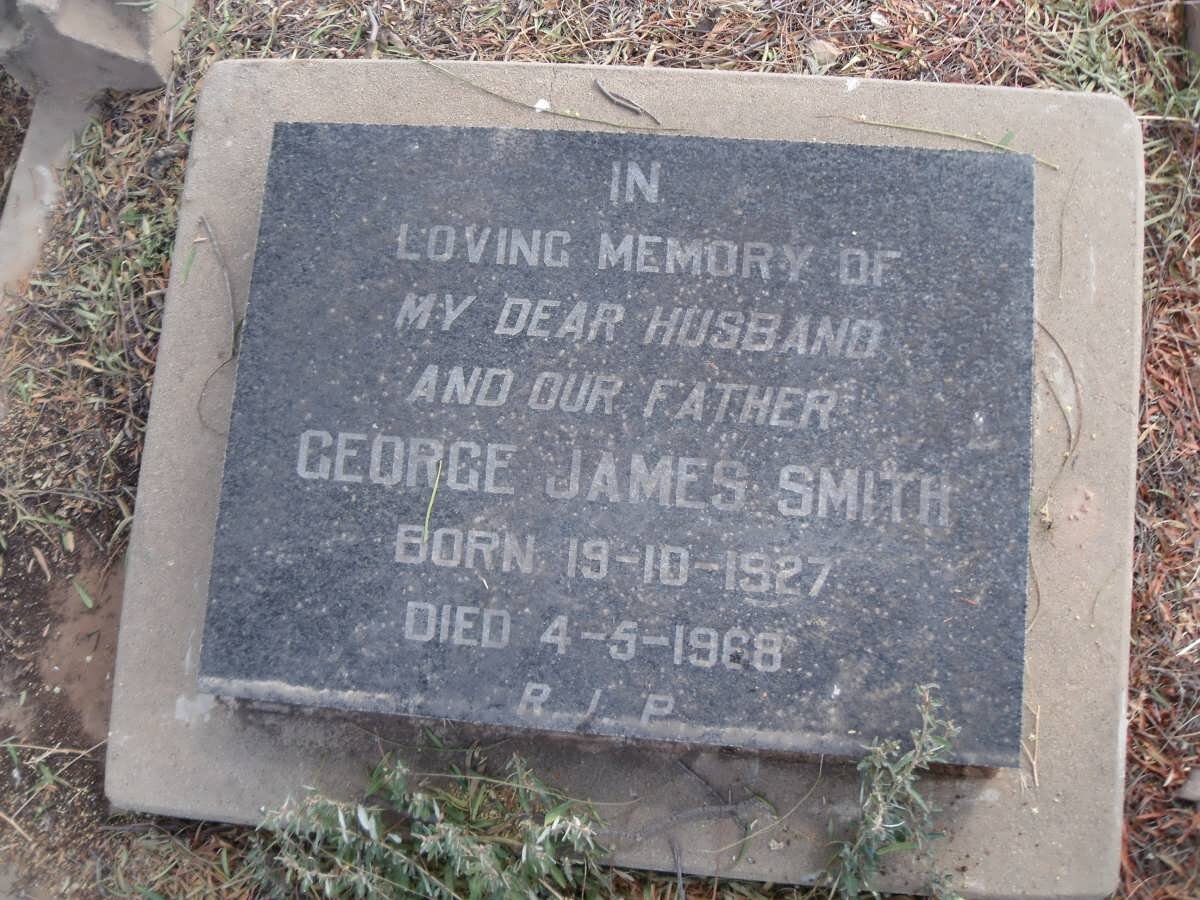 IN
LOVING MEMORY OF
MY DEAR HUSBAND
AND OUR FATHER
GEORGE JAMES SMITH
BORN 19-10-1927
DIED 4-5-1968
R I P